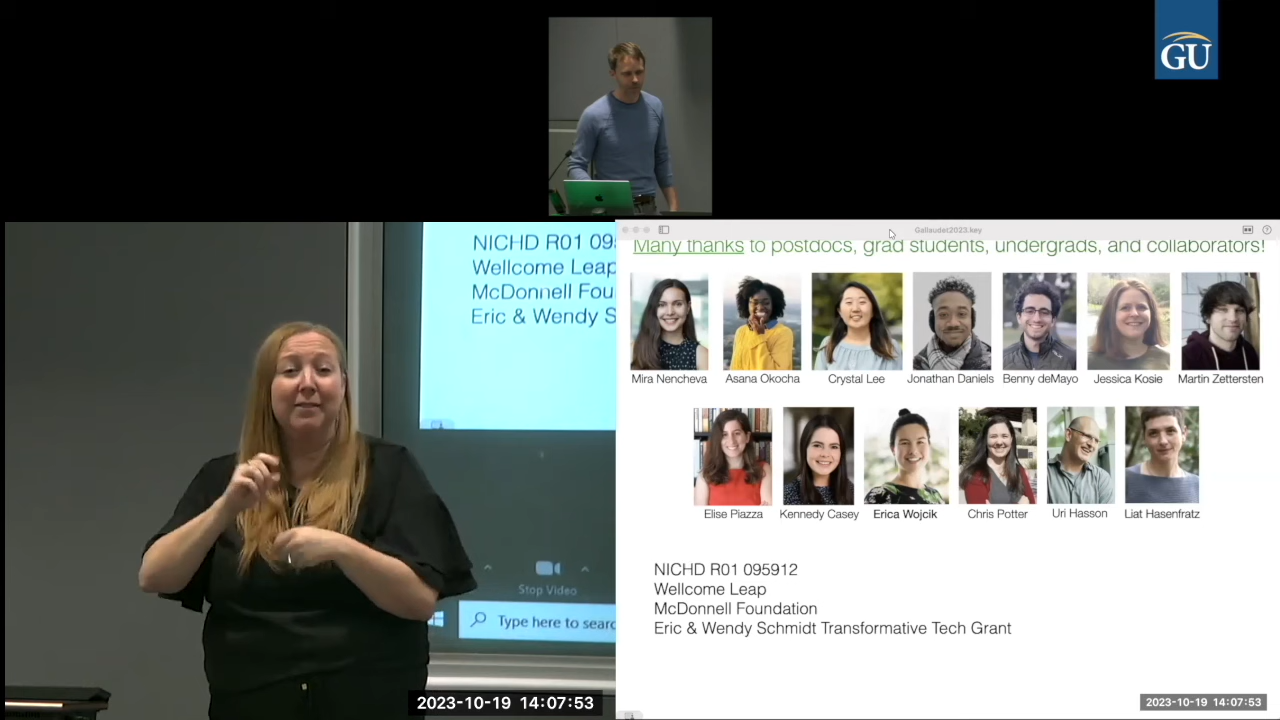 GU
NICHD R01 09
Wellcome Leap
McDonnell Fou
Eric & Wendy S
Stop Video
Type here to searc
2023-10-19 14:07:53
Gallaudet2023.key
Many thanks to postdocs, grad students, undergrads, and collaborators!
Mira Nencheva Asana Okocha Crystal Lee Jonathan Daniels Benny deMayo Jessica Kosie Martin Zettersten
Elise Piazza Kennedy Casey Erica Wojcik Chris Potter Uri Hasson Liat Hasenfratz
NICHD R01 095912
Wellcome Leap
McDonnell Foundation
Eric & Wendy Schmidt Transformative Tech Grant
2023-10-19 14:07:53